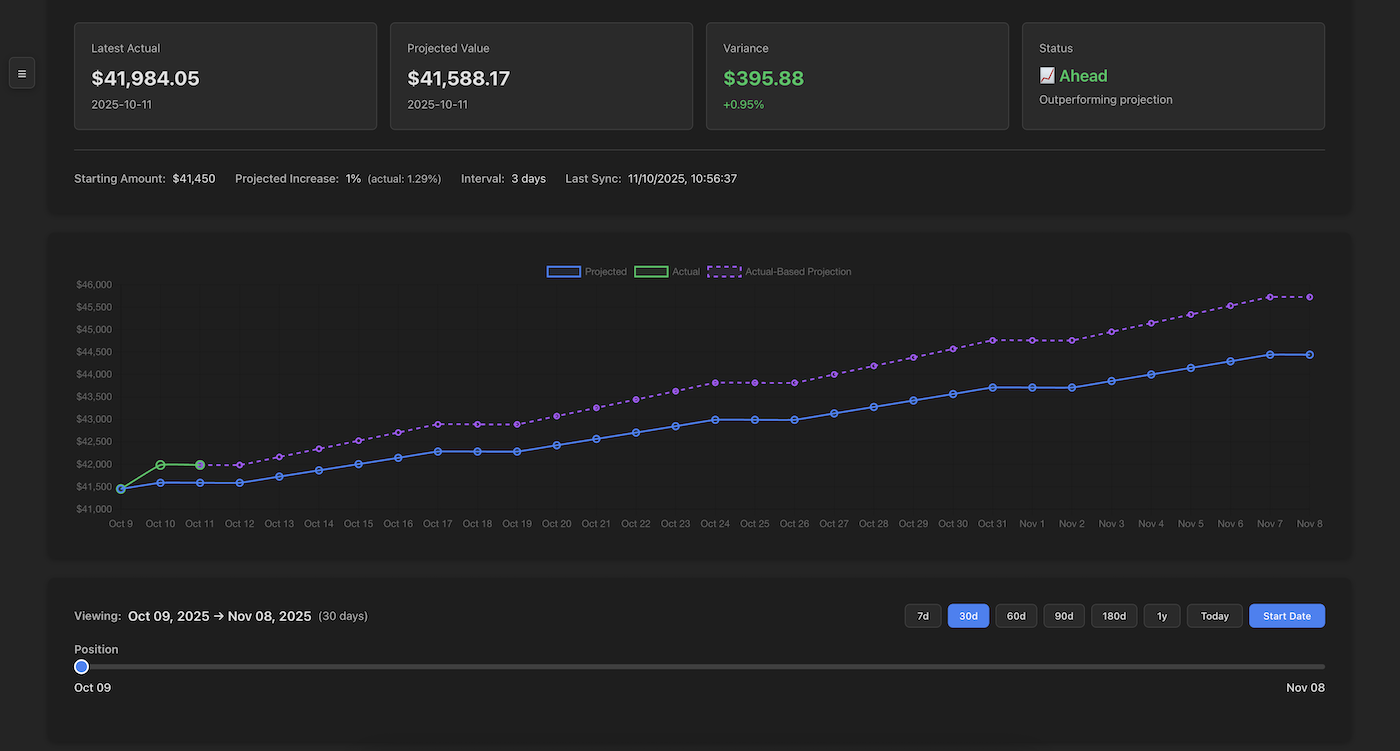 Latest Actual
$41,984.05
2025-10-11
Projected Value
$41,588.17
2025-10-11
Variance
$395.88
+0.95%
Status
📈 Ahead
Outperforming projection
Starting Amount: $41,450 Projected Increase: 1% (actual: 1.29%) Interval: 3 days Last Sync: 11/10/2025, 10:56:37
Projected Actual Actual-Based Projection
$46,000
$45,500
$45,000
$44,500
$44,000
$43,500
$43,000
$42,500
$42,000
$41,500
$41,000
Oct 9 Oct 10 Oct 11 Oct 12 Oct 13 Oct 14 Oct 15 Oct 16 Oct 17 Oct 18 Oct 19 Oct 20 Oct 21 Oct 22 Oct 23 Oct 24 Oct 25 Oct 26 Oct 27 Oct 28 Oct 29 Oct 30 Oct 31 Nov 1 Nov 2 Nov 3 Nov 4 Nov 5 Nov 6 Nov 7 Nov 8
Viewing: Oct 09, 2025 → Nov 08, 2025 (30 days)
7d 30d 60d 90d 180d 1y Today Start Date
Position
Oct 09 Nov 08